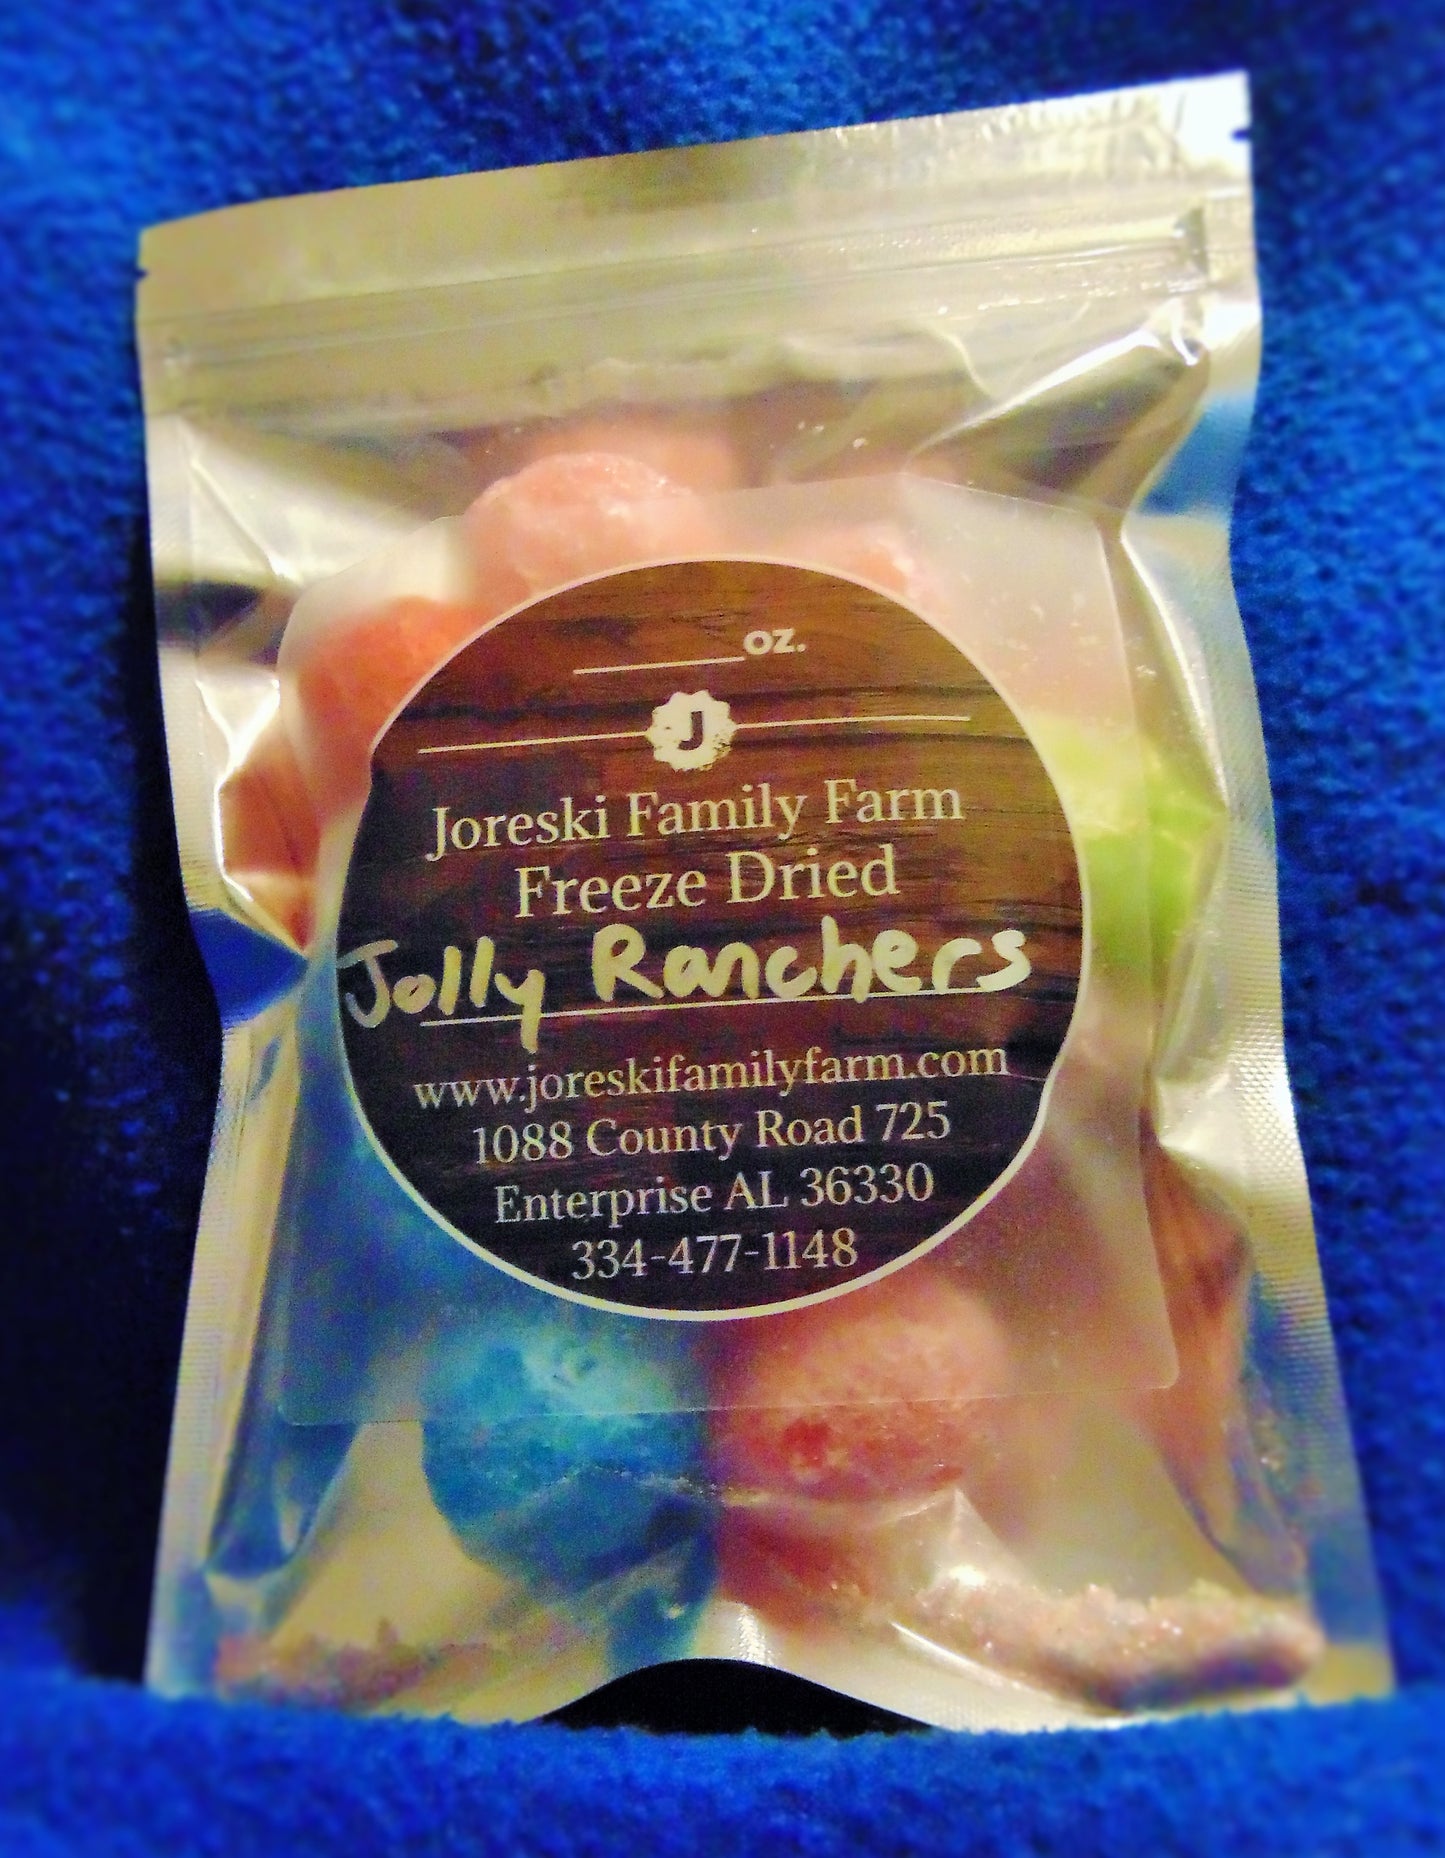 oz.
J
Joreski Family Farm
Freeze Dried
Jolly Ranchers
www.joreskifamilyfarm.com
1088 County Road 725
Enterprise AL 36330
334-477-1148